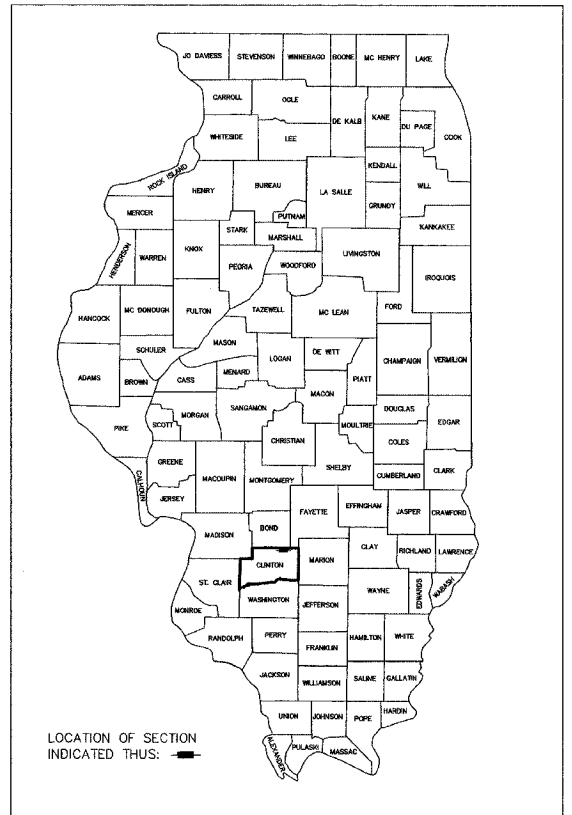 JO DAVIESS STEVENSON WINNEBAGO BOONE MC HENRY LAKE
CARROLL OGLE DE KALB KANE DU PAGE COOK
WHITESIDE LEE
ROCK ISLAND HENRY BUREAU LA SALLE KENDALL WILL
GRUNDY
MERCER PUTNAM KANKAKEE
HENDERSON WARREN KNOX STARK MARSHALL LIVINGSTON
PEORIA WOODFORD IROQUOIS
HANCOCK MC DONOUGH FULTON TAZEWELL MC LEAN FORD
MASON
SCHULER LOGAN DE WITT CHAMPAIGN VERMILION
ADAMS BROWN CASS MENARD PIATT
MACON
MORGAN SANGAMON DOUGLAS
PIKE SCOTT CHRISTIAN MOULTRIE COLES EDGAR
GREENE SHELBY
CALHOUN MACOUPIN MONTGOMERY CUMBERLAND CLARK
JERSEY
FAYETTE EFFINGHAM JASPER CRAWFORD
MADISON BOND
CLAY RICHLAND LAWRENCE
CLINTON MARION
ST. CLAIR WAYNE EDWARDS WABASH
WASHINGTON JEFFERSON
MONROE
RANDOLPH PERRY HAMILTON WHITE
FRANKLIN
JACKSON WILLIAMSON SALINE GALLATIN
UNION JOHNSON POPE HARDIN
ALEXANDER PULASKI MASSAC
LOCATION OF SECTION
INDICATED THUS: